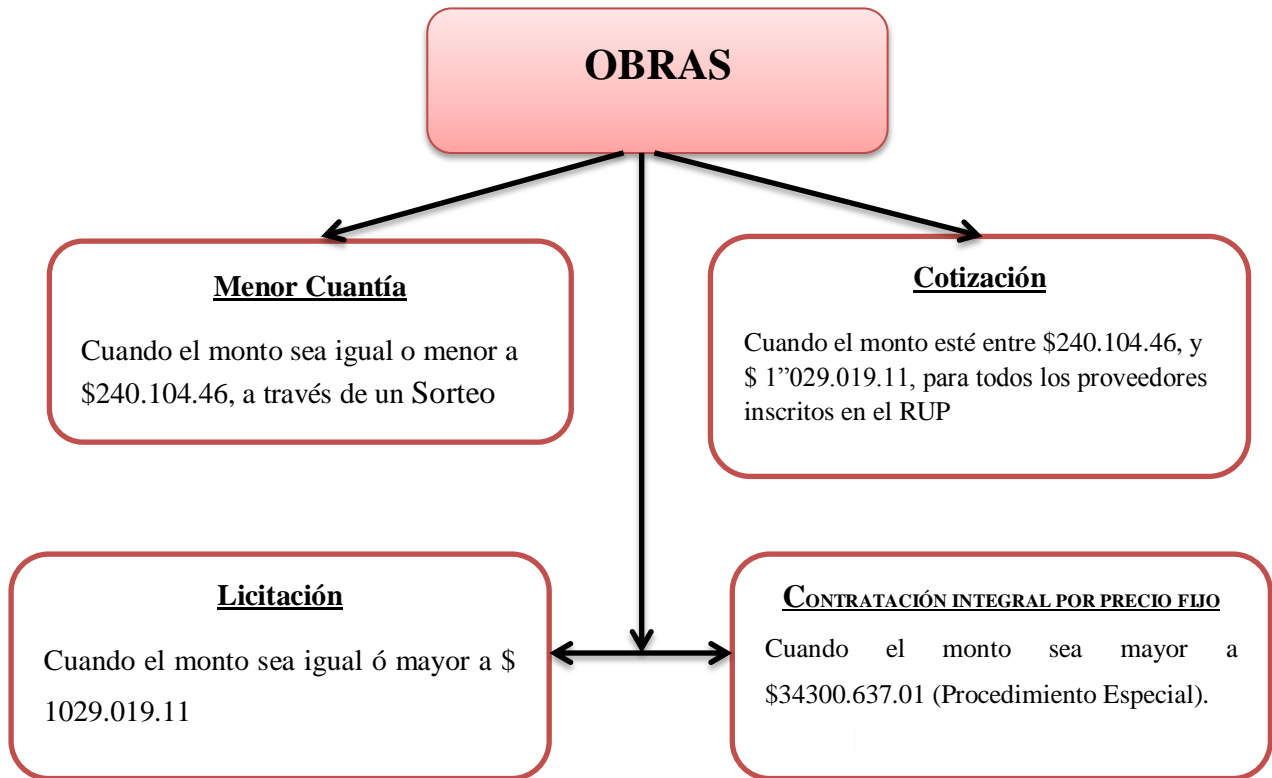 OBRAS
Menor Cuantía
Cuando el monto sea igual o menor a
$240.104.46, a través de un Sorteo
Cotización
Cuando el monto esté entre $240.104.46, y
$ 1”029.019.11, para todos los proveedores
inscritos en el RUP
Licitación
Cuando el monto sea igual ó mayor a $
1029.019.11
CONTRATACIÓN INTEGRAL POR PRECIO FIJO
Cuando el monto sea mayor a
$34300.637.01 (Procedimiento Especial).